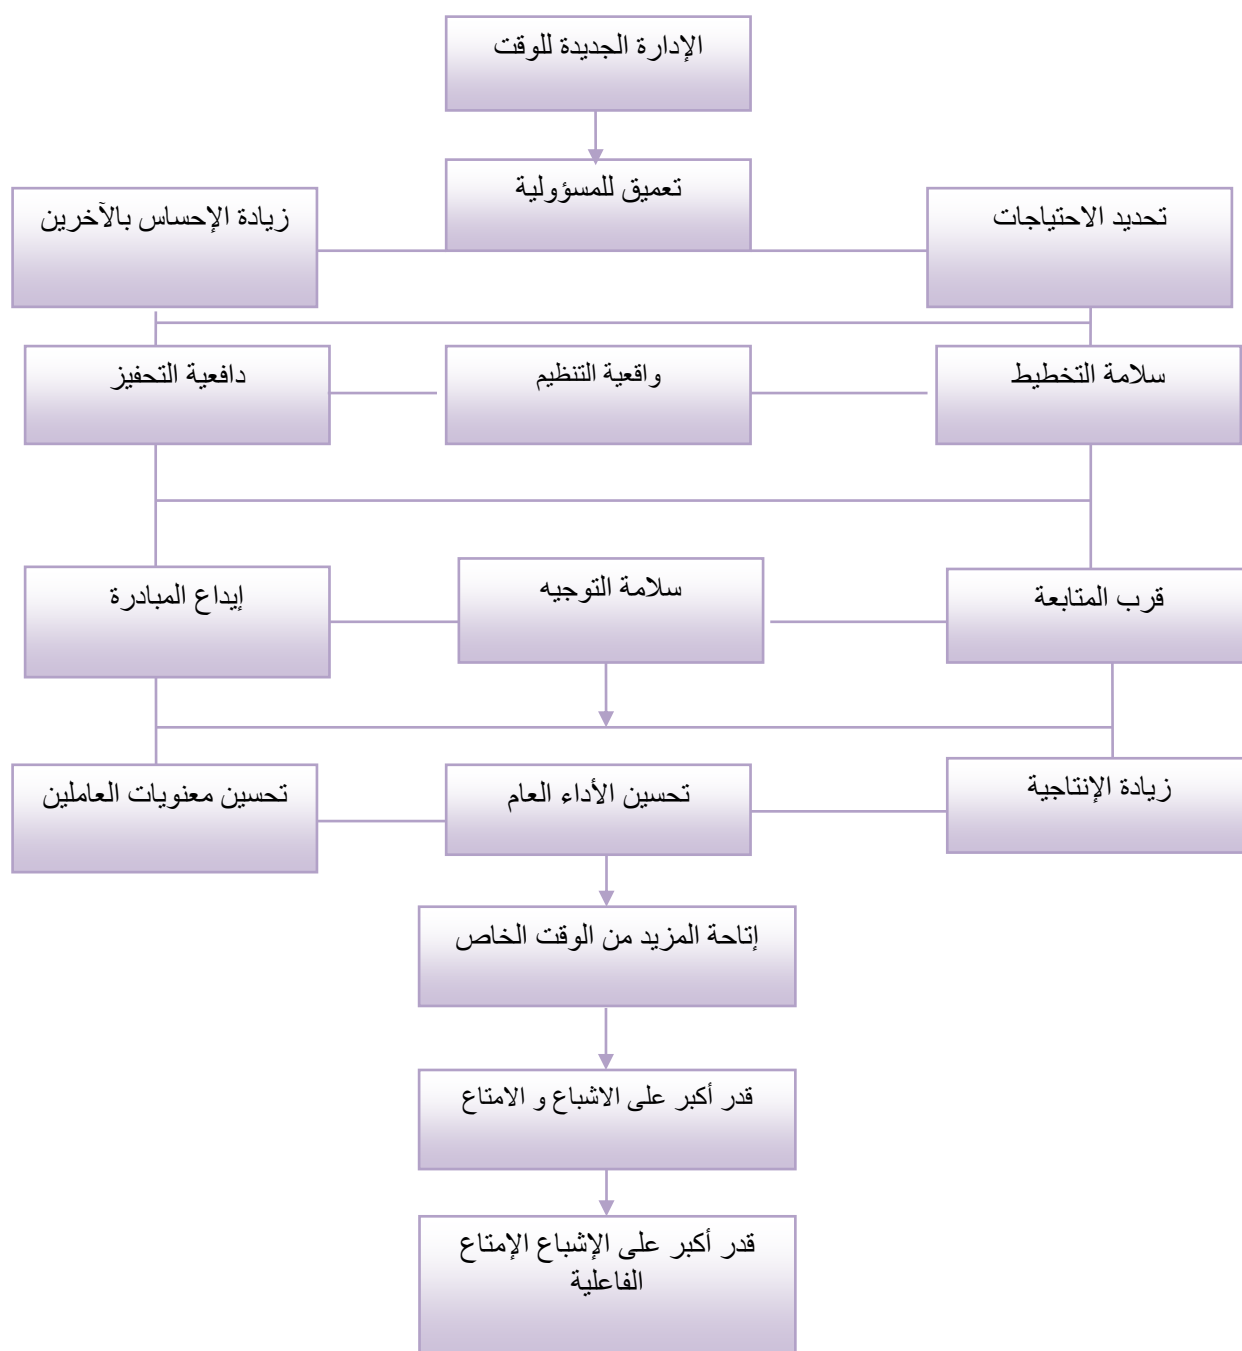 الإدارة الجديدة للوقت
تعميق للمسؤولية
تحديد الاحتياجات
زيادة الإحساس بالآخرين
سلامة التخطيط
واقعية التنظيم
دافعية التحفيز
قرب المتابعة
سلامة التوجيه
إيداع المبادرة
زيادة الإنتاجية
تحسين الأداء العام
تحسين معنويات العاملين
إتاحة المزيد من الوقت الخاص
قدر أكبر على الاشباع و الامتاع
قدر أكبر على الإشباع الإمتاع
الفاعلية